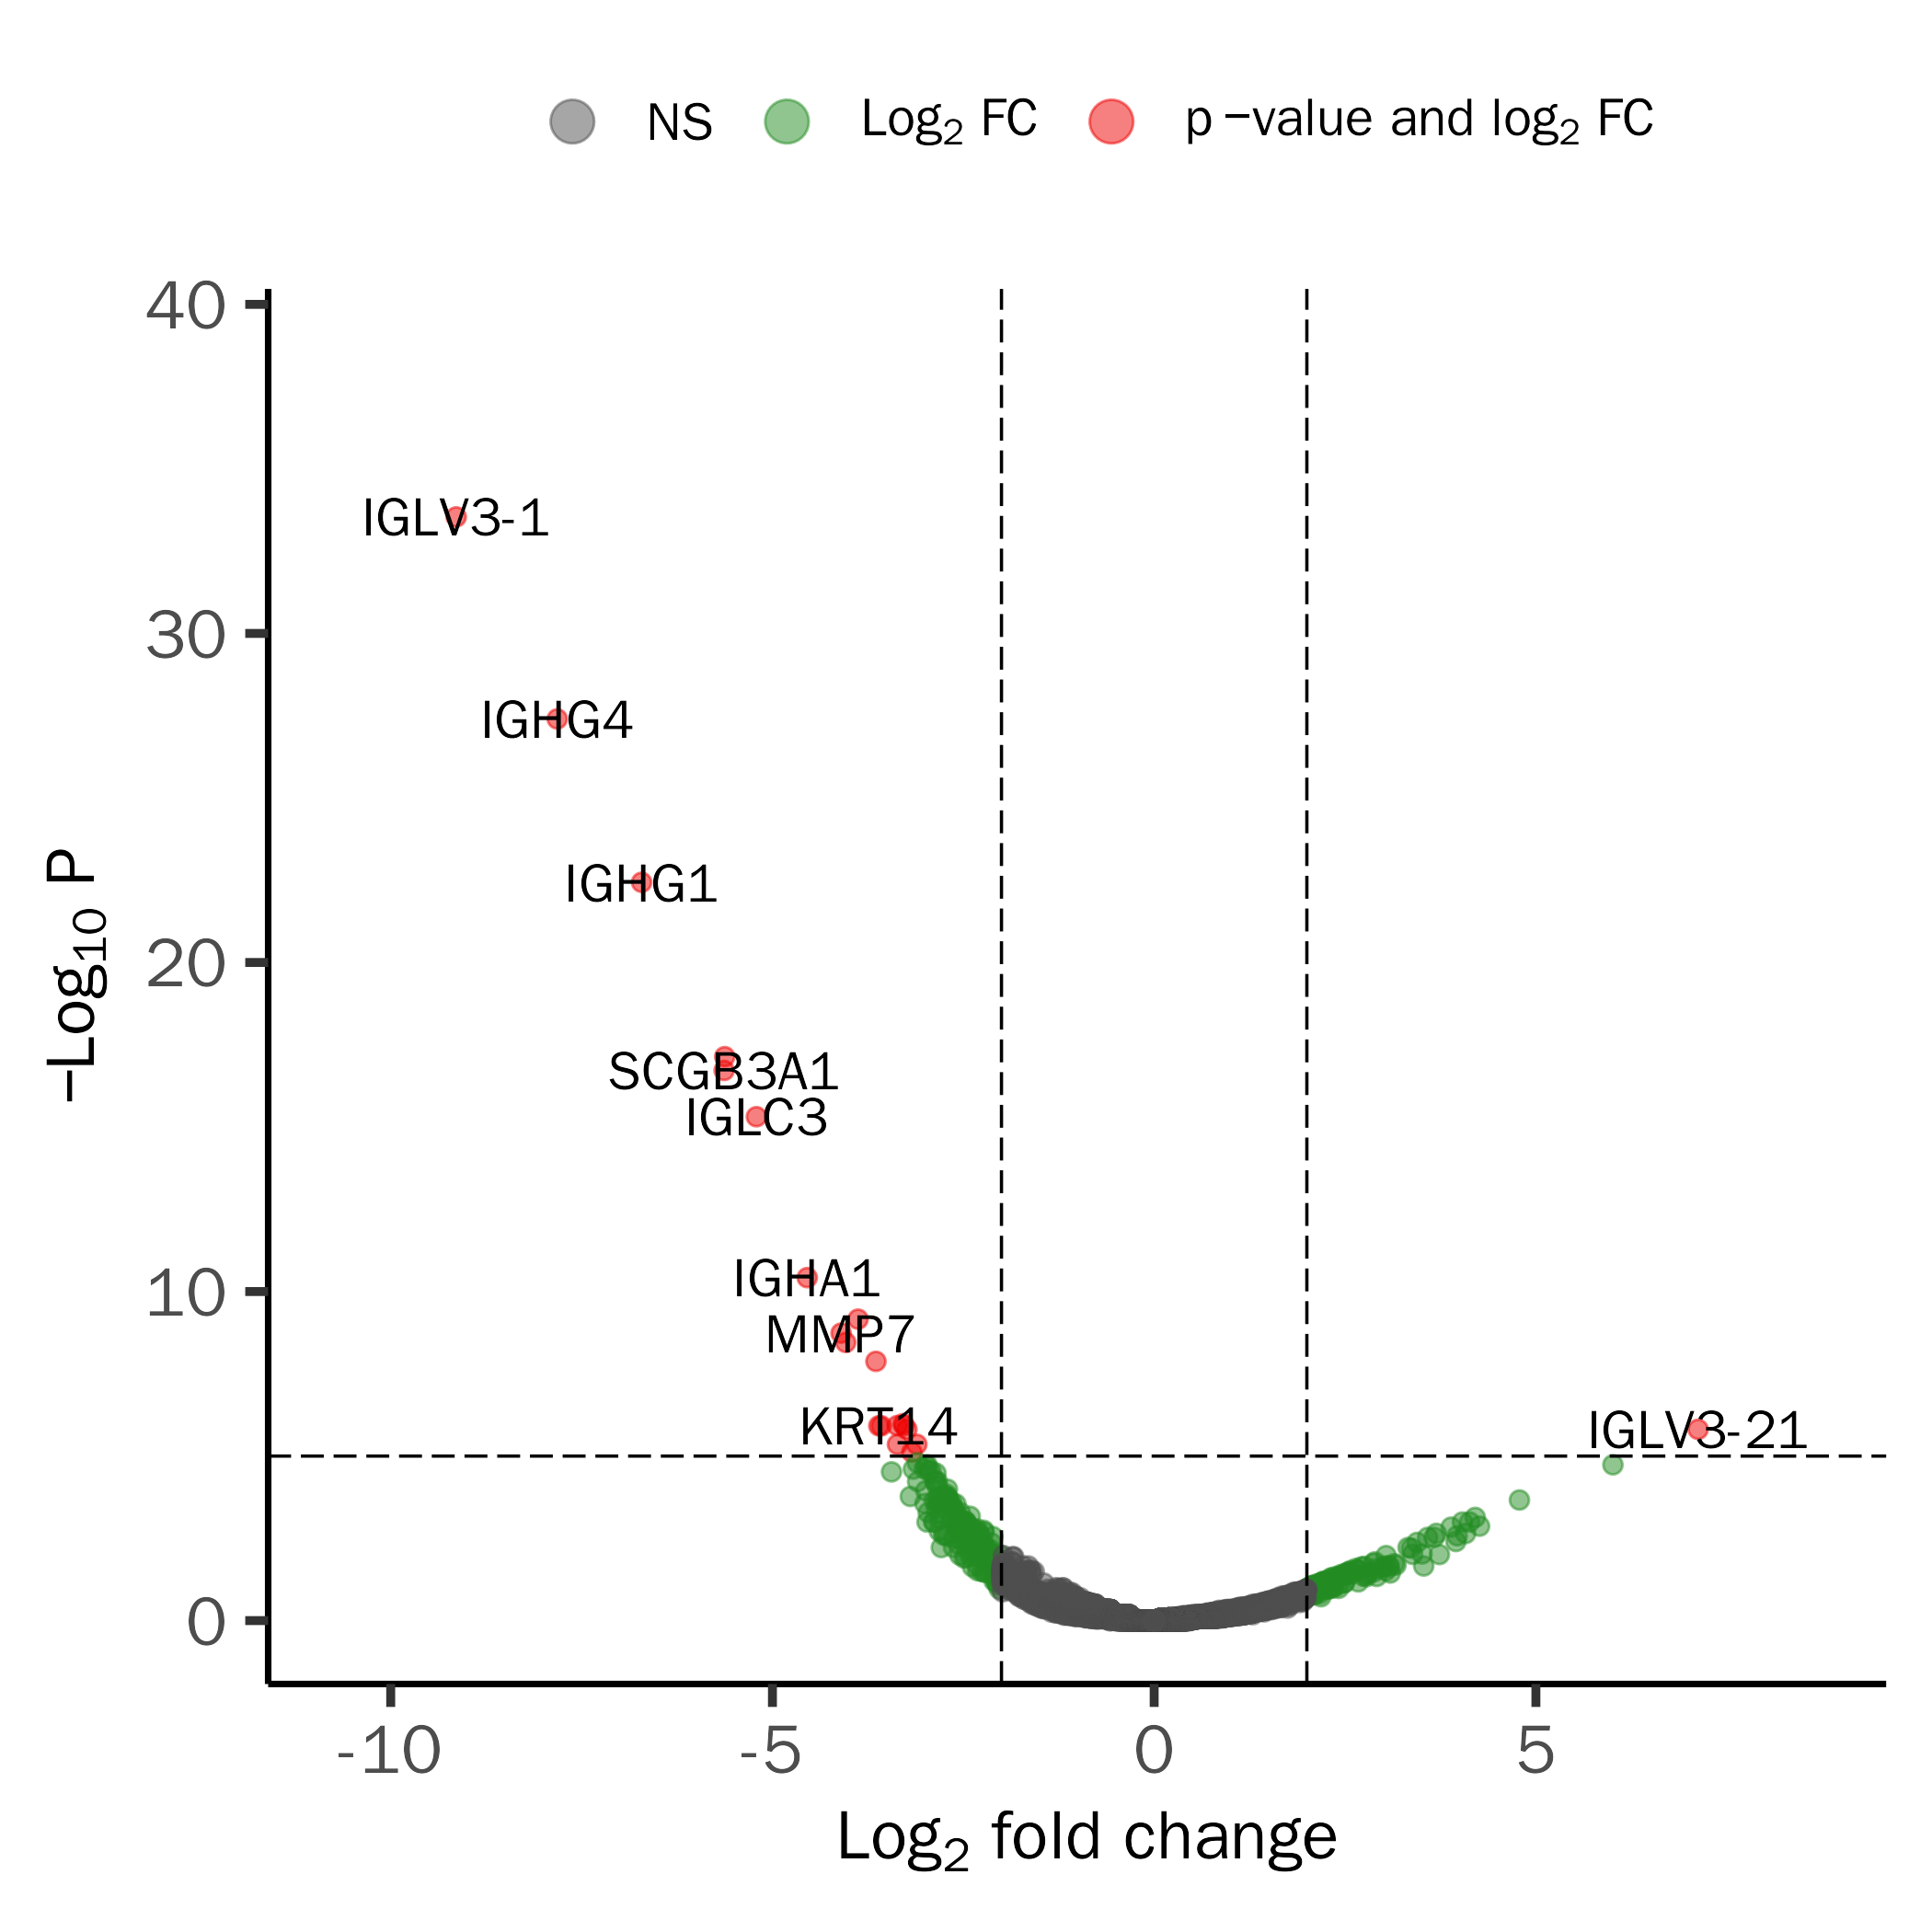 NS Log₂ FC p −value and log₂ FC
40
30
20
10
0
−Log₁₀ P
IGLV3-1
IGHG4
IGHG1
SCGB3A1
IGLC3
IGHA1
MMP7
KRT14
IGLV3-21
-10 -5 0 5
Log₂ fold change